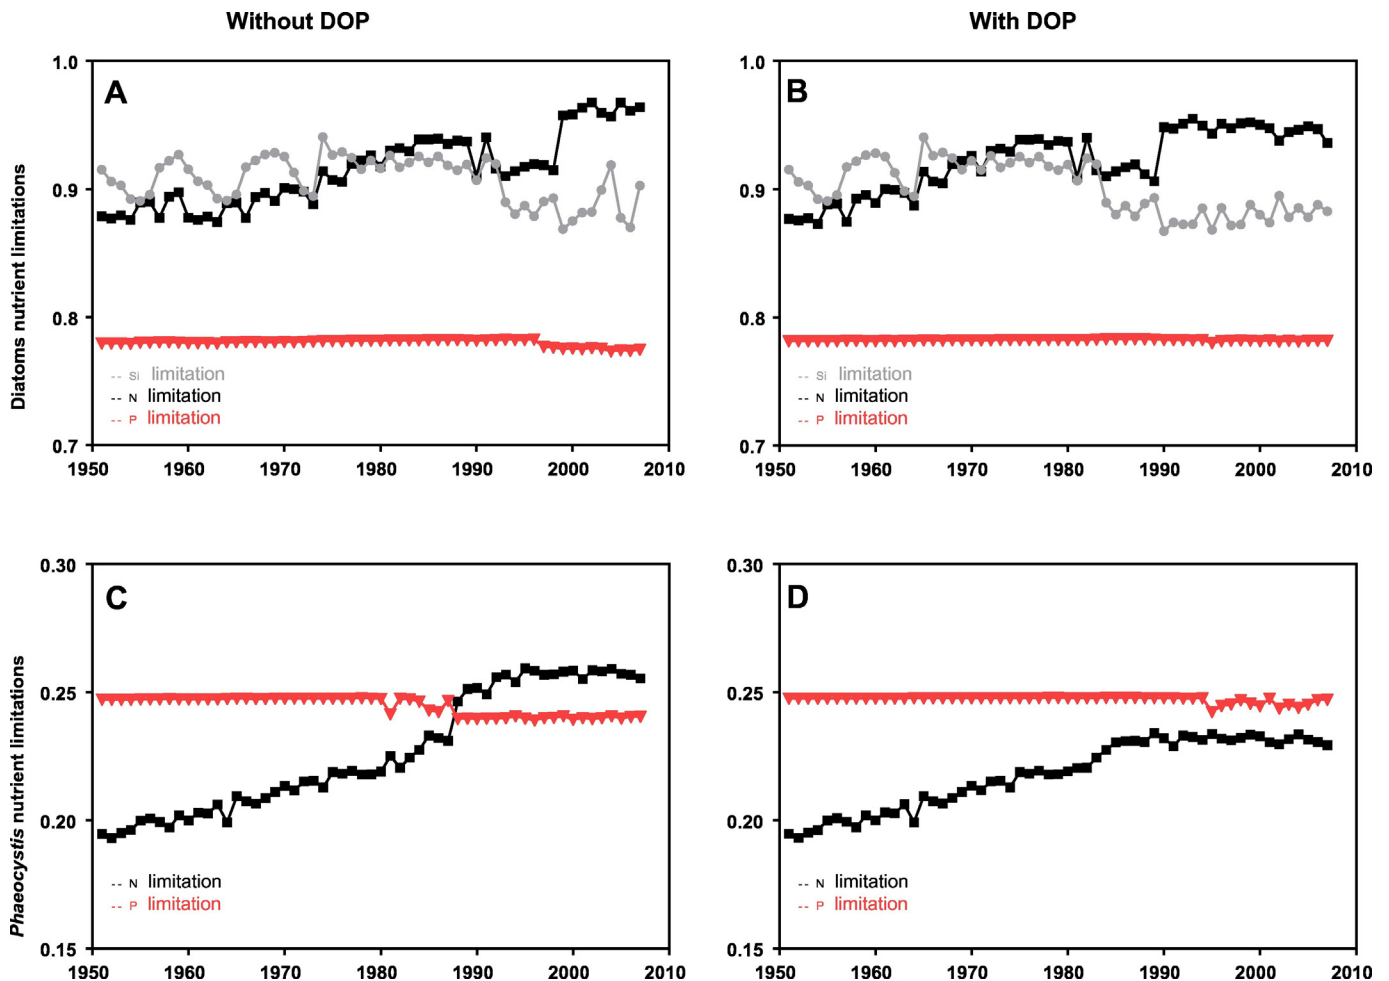 Without DOP
With DOP
Diatoms nutrient limitations
1.0
0.9
0.8
0.7
A
-- Si limitation
-- N limitation
-- P limitation
1950 1960 1970 1980 1990 2000 2010
1.0
0.9
0.8
0.7
B
-- Si limitation
-- N limitation
-- P limitation
1950 1960 1970 1980 1990 2000 2010
Phaeocystis nutrient limitations
0.30
0.25
0.20
0.15
C
-- N limitation
-- P limitation
1950 1960 1970 1980 1990 2000 2010
0.30
0.25
0.20
0.15
D
-- N limitation
-- P limitation
1950 1960 1970 1980 1990 2000 2010